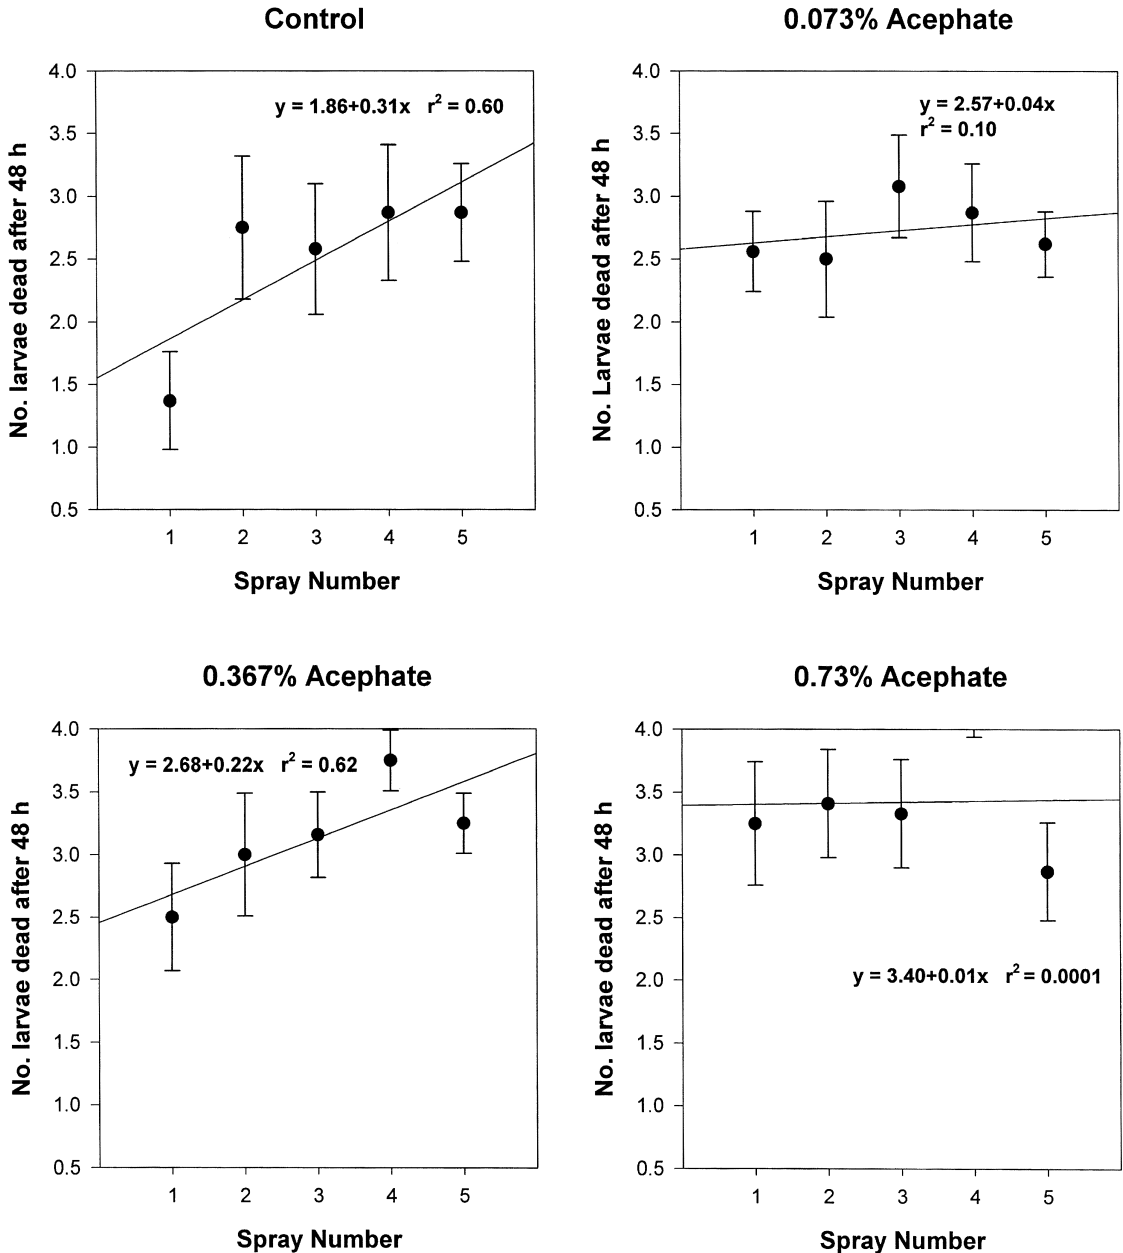 Control
4.0
3.5
3.0
2.5
2.0
1.5
1.0
0.5
No. larvae dead after 48 h
y = 1.86+0.31x r² = 0.60
1 2 3 4 5
Spray Number
0.073% Acephate
4.0
3.5
3.0
2.5
2.0
1.5
1.0
0.5
No. Larvae dead after 48 h
y = 2.57+0.04x
r² = 0.10
1 2 3 4 5
Spray Number
0.367% Acephate
4.0
3.5
3.0
2.5
2.0
1.5
1.0
0.5
No. larvae dead after 48 h
y = 2.68+0.22x r² = 0.62
1 2 3 4 5
Spray Number
0.73% Acephate
4.0
3.5
3.0
2.5
2.0
1.5
1.0
0.5
No. larvae dead after 48 h
y = 3.40+0.01x r² = 0.0001
1 2 3 4 5
Spray Number